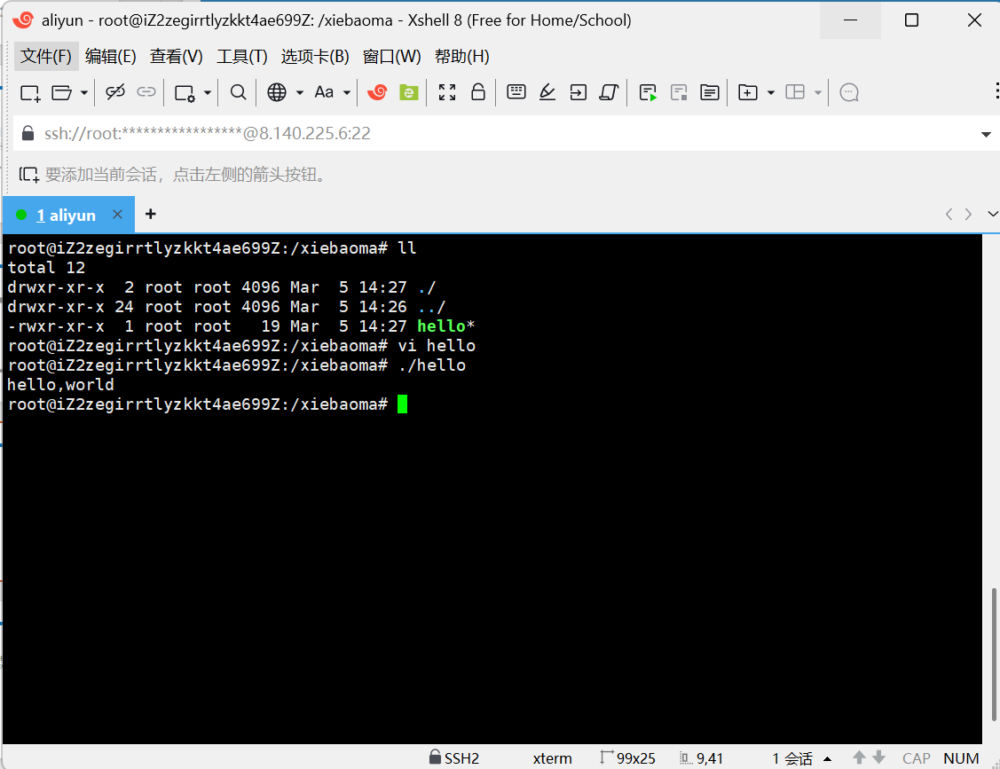 aliyun - root@iZ2zegirrtlyzkkt4ae699Z: /xiebaoma - Xshell 8 (Free for Home/School)
文件(F) 编辑(E) 查看(V) 工具(T) 选项卡(B) 窗口(W) 帮助(H)
Aa
ssh://root:*****************@8.140.225.6:22
要添加当前会话，点击左侧的箭头按钮。
1 aliyun
root@iZ2zegirrtlyzkkt4ae699Z:/xiebaoma# ll
total 12
drwxr-xr-x  2 root root 4096 Mar  5 14:27 ./
drwxr-xr-x 24 root root 4096 Mar  5 14:26 ../
-rwxr-xr-x  1 root root   19 Mar  5 14:27 hello*
root@iZ2zegirrtlyzkkt4ae699Z:/xiebaoma# vi hello
root@iZ2zegirrtlyzkkt4ae699Z:/xiebaoma# ./hello
hello,world
root@iZ2zegirrtlyzkkt4ae699Z:/xiebaoma#
SSH2 xterm 99x25 9,41 1 会话 CAP NUM